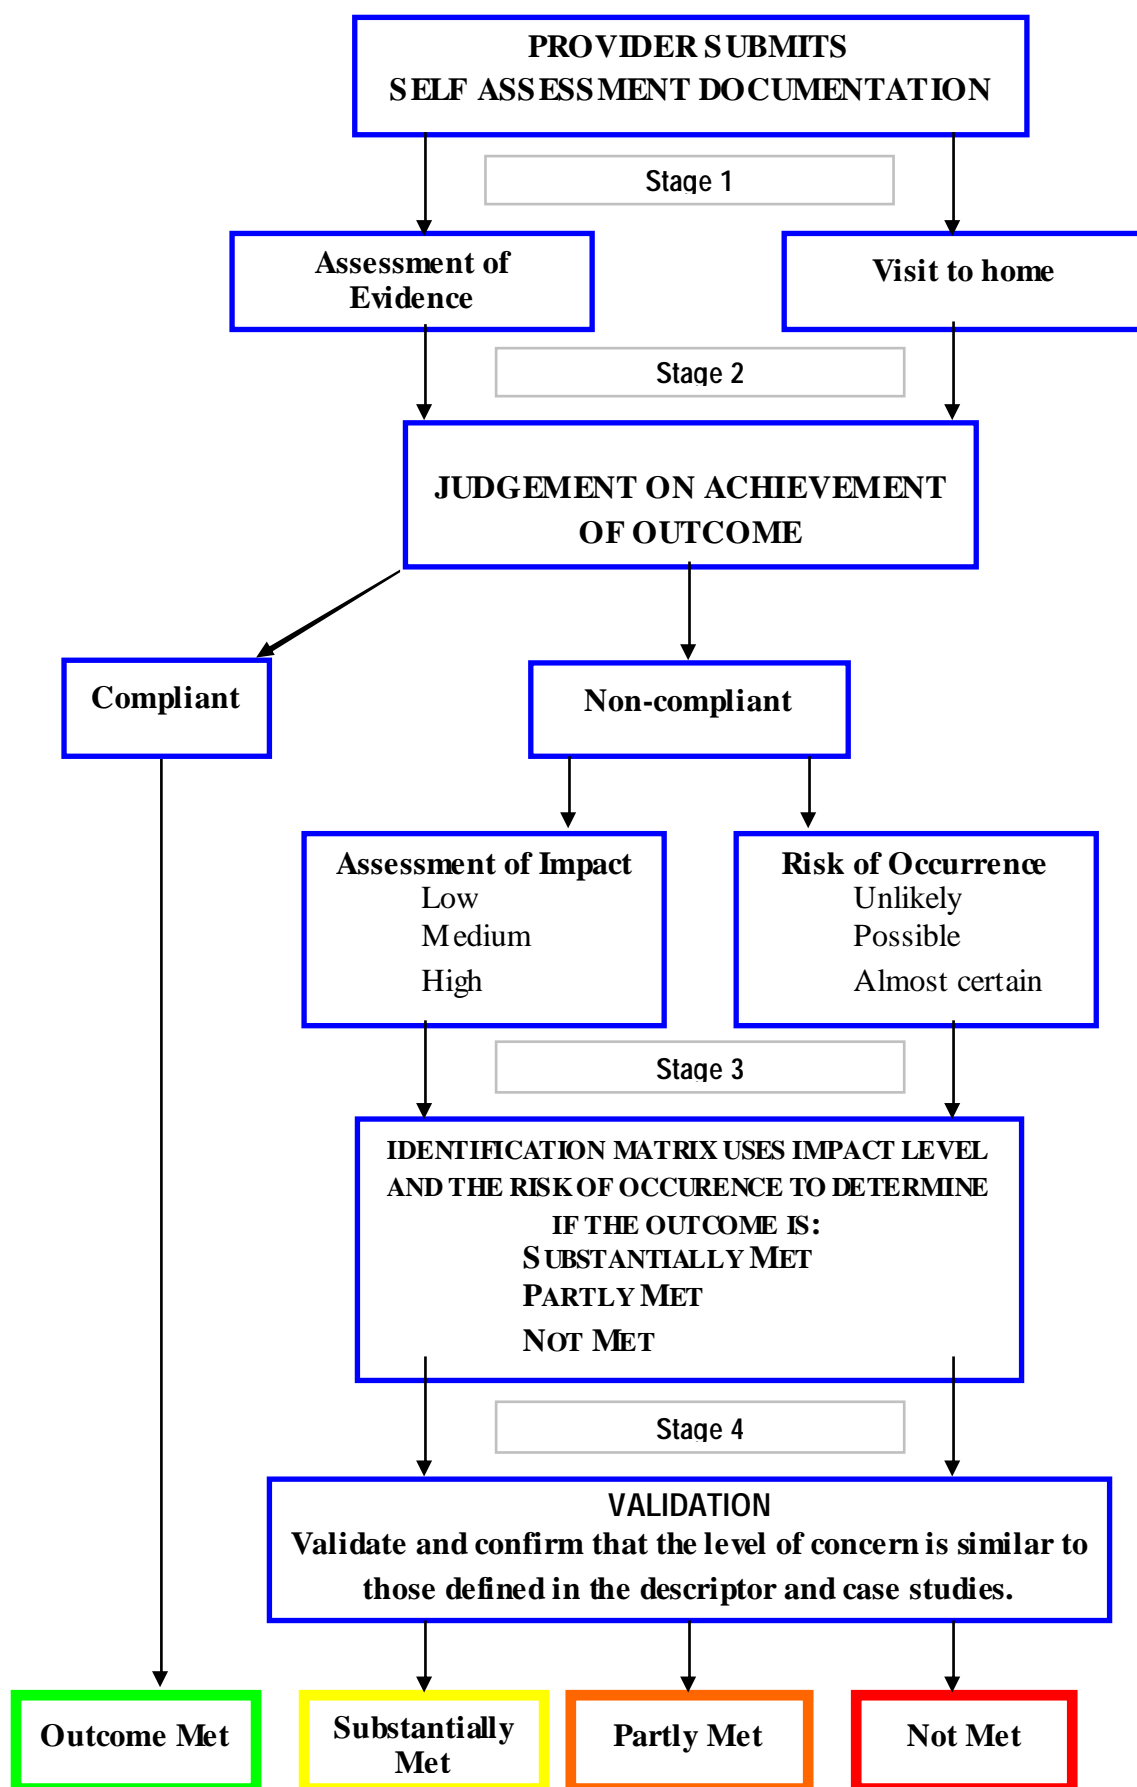 PROVIDER SUBMITS
SELF ASSESSMENT DOCUMENTATION
Stage 1
Assessment of
Evidence
Visit to home
Stage 2
JUDGEMENT ON ACHIEVEMENT
OF OUTCOME
Compliant
Non-compliant
Assessment of Impact
Low
Medium
High
Risk of Occurrence
Unlikely
Possible
Almost certain
Stage 3
IDENTIFICATION MATRIX USES IMPACT LEVEL
AND THE RISK OF OCCURENCE TO DETERMINE
IF THE OUTCOME IS:
SUBSTANTIALLY MET
PARTLY MET
NOT MET
Stage 4
VALIDATION
Validate and confirm that the level of concern is similar to
those defined in the descriptor and case studies.
Outcome Met
Substantially
Met
Partly Met
Not Met